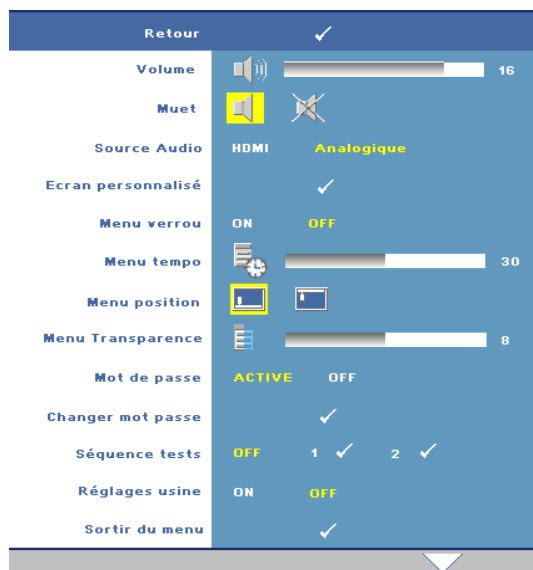 Retour
Volume 16
Muet
Source Audio HDMI Analogique
Ecran personnalisé
Menu verrou ON OFF
Menu tempo 30
Menu position
Menu Transparence 8
Mot de passe ACTIVE OFF
Changer mot passe
Séquence tests OFF 1 2
Réglages usine ON OFF
Sortir du menu